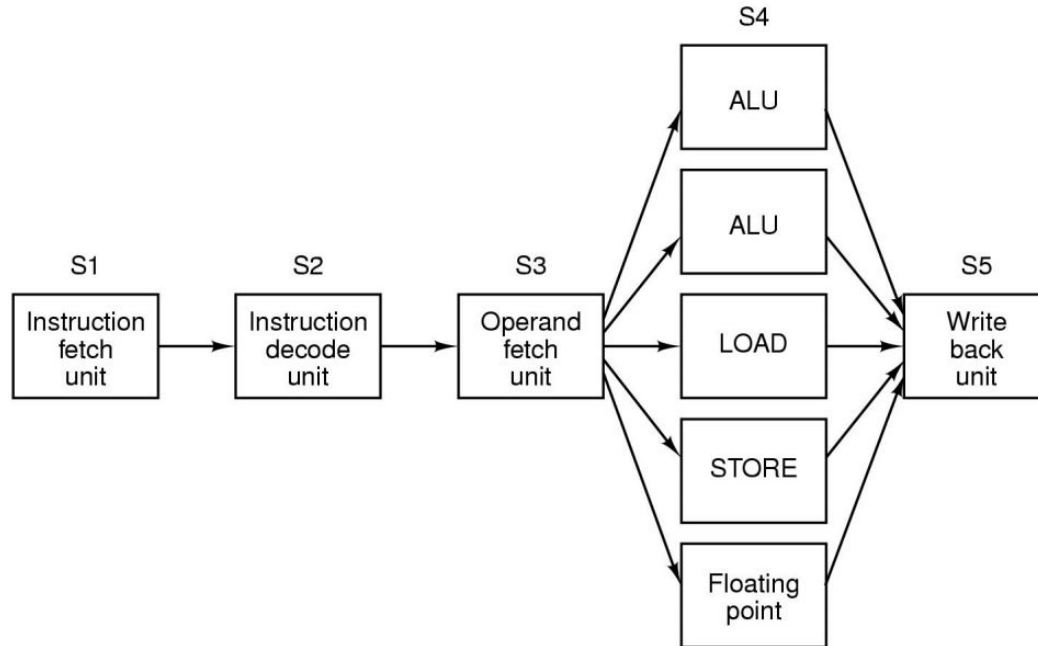 S4
ALU
ALU
S1
S2
S3
S5
Instruction
fetch
unit
Instruction
decode
unit
Operand
fetch
unit
LOAD
Write
back
unit
STORE
Floating
point